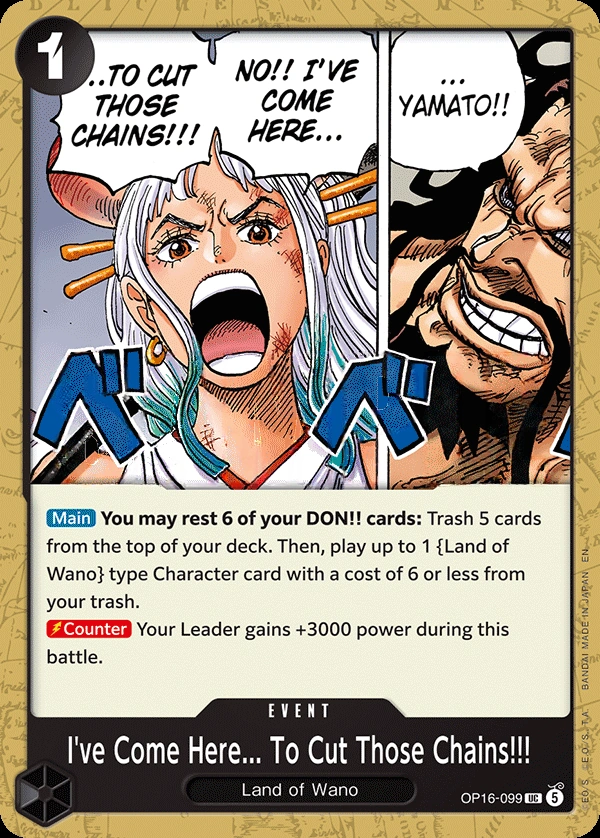 1
..TO CUT
THOSE
CHAINS!!!
NO!! I'VE
COME
HERE...
...
YAMATO!!
べ
べ
Main You may rest 6 of your DON!! cards: Trash 5 cards
from the top of your deck. Then, play up to 1 {Land of
Wano} type Character card with a cost of 6 or less from
your trash.
Counter Your Leader gains +3000 power during this
battle.
EVENT
I've Come Here... To Cut Those Chains!!!
Land of Wano
OP16-099 UC 5
E.O.S. E.O.S.T.A. BANDAI MADE IN JAPAN EN